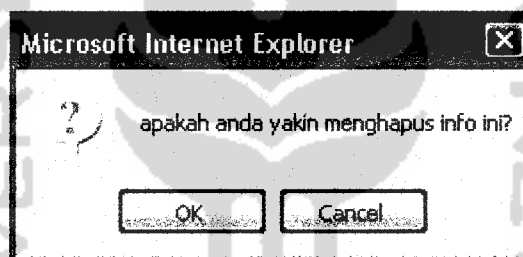 Microsoft Internet Explorer
apakah anda yakin menghapus info ini?
OK Cancel